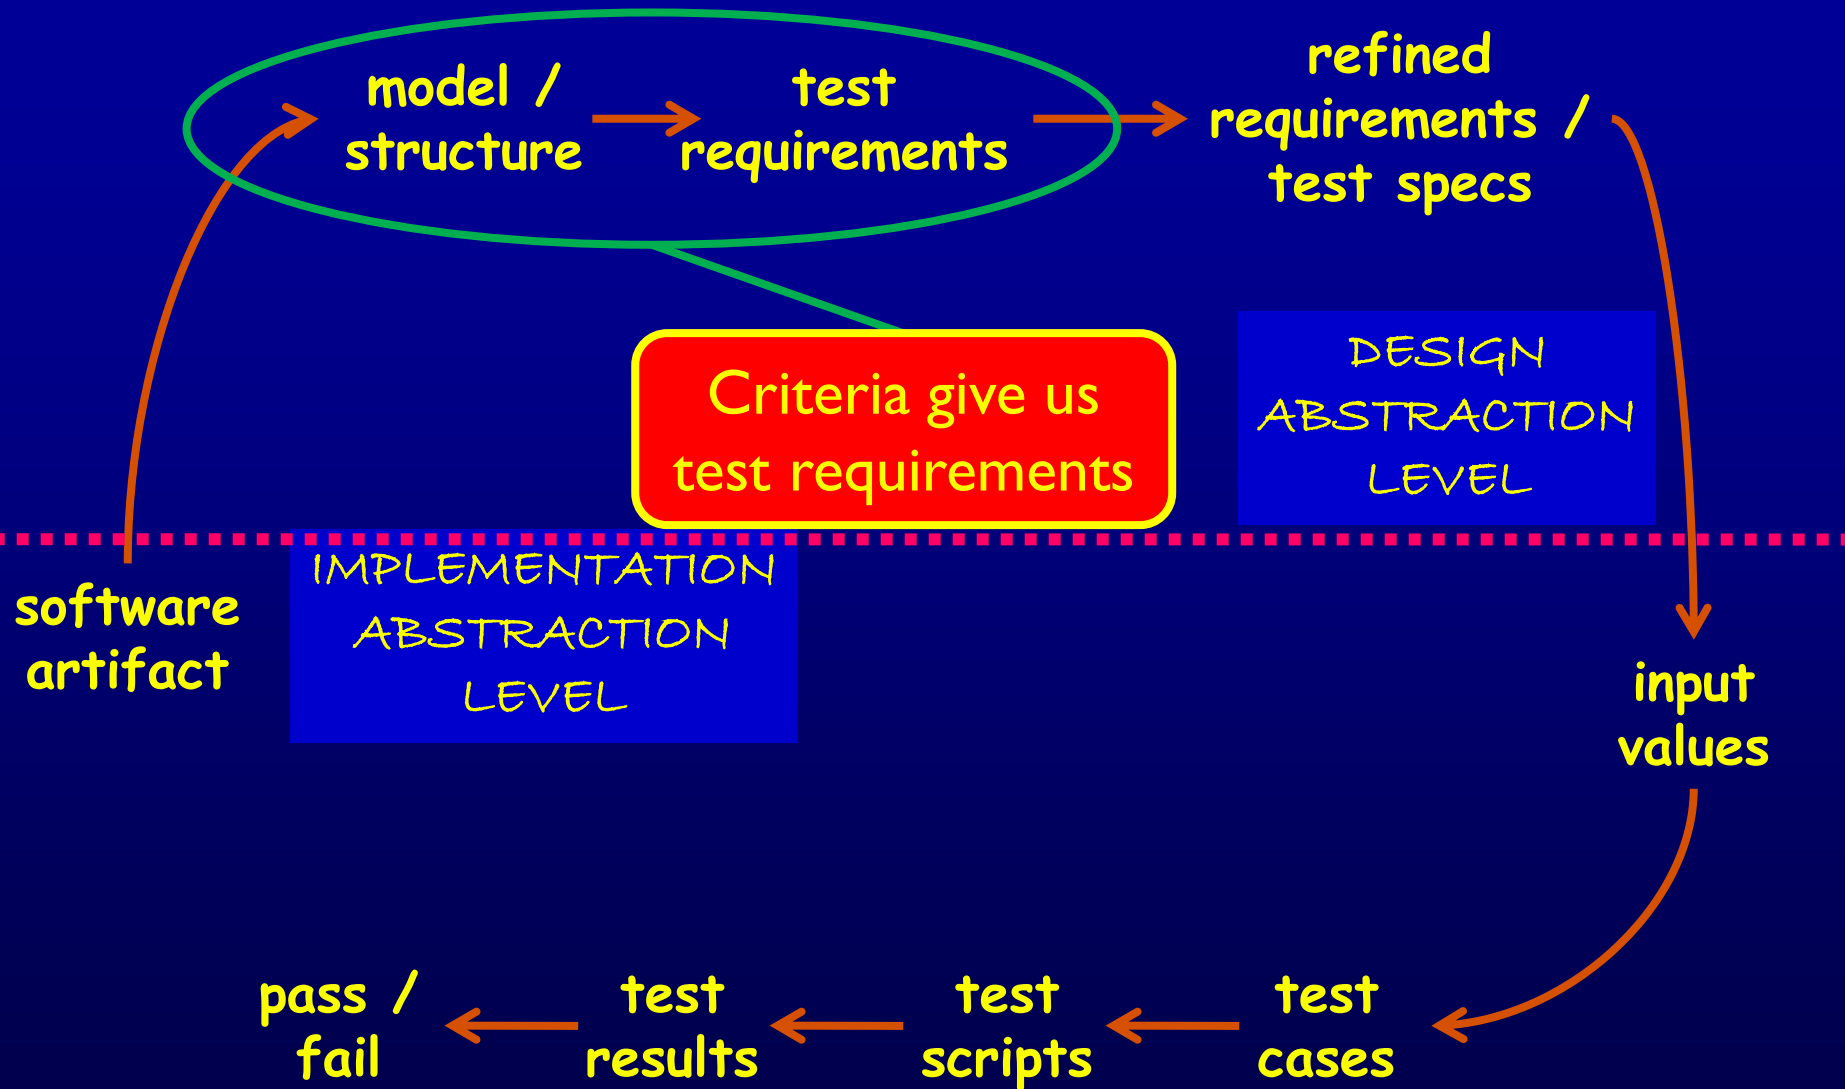 model /
structure
test
requirements
refined
requirements /
test specs
Criteria give us
test requirements
DESIGN
ABSTRACTION
LEVEL
IMPLEMENTATION
ABSTRACTION
LEVEL
software
artifact
input
values
pass /
fail
test
results
test
scripts
test
cases